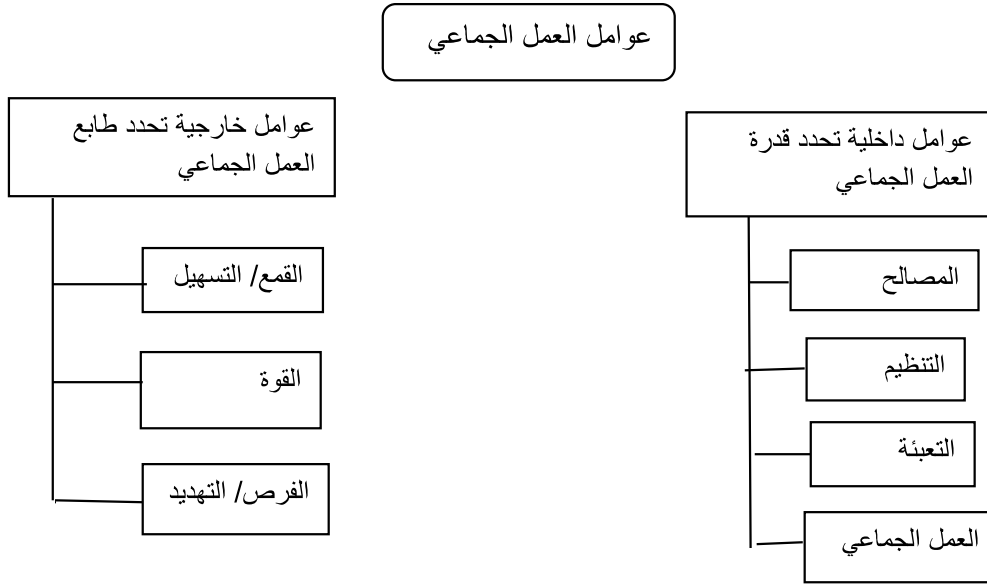 عوامل العمل الجماعي
عوامل داخلية تحدد قدرة
العمل الجماعي
المصالح
التنظيم
التعبئة
العمل الجماعي
عوامل خارجية تحدد طابع
العمل الجماعي
القمع/ التسهيل
القوة
الفرص/ التهديد